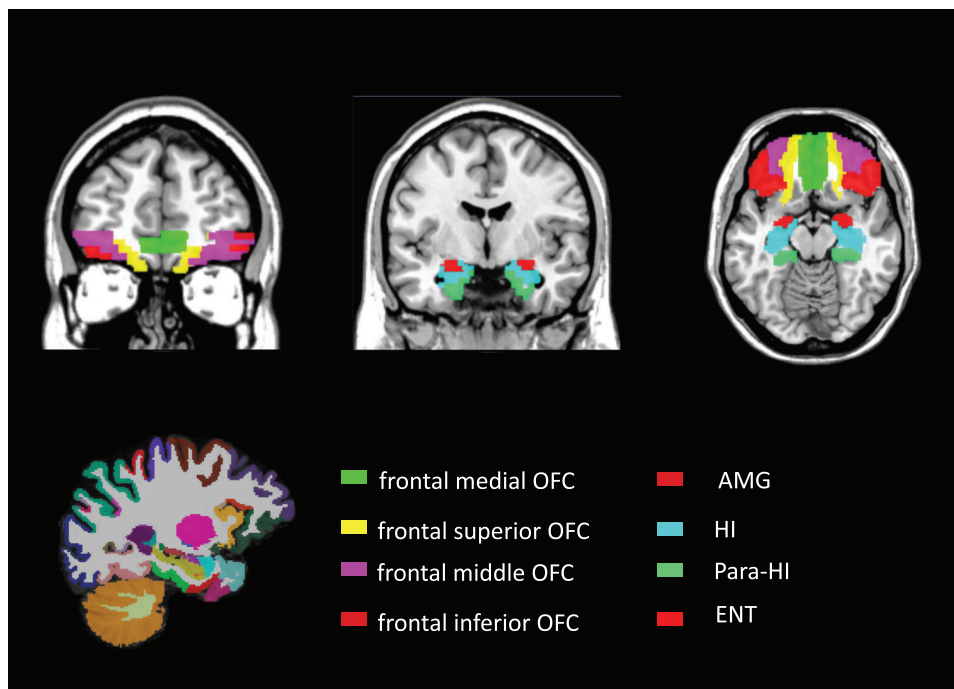 frontal medial OFC
frontal superior OFC
frontal middle OFC
frontal inferior OFC
AMG
HI
Para-HI
ENT